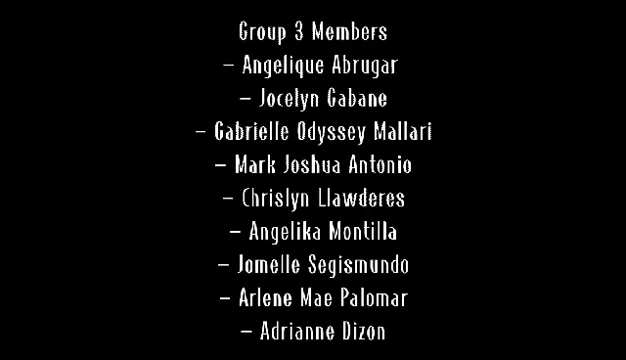 Group 3 Members
– Angelique Abrugar
– Jocelyn Gabane
– Gabrielle Odyssey Mallari
– Mark Joshua Antonio
– Chrislyn Llawderes
– Angelika Montilla
– Jomelle Segismundo
– Arlene Mae Palomar
– Adrianne Dizon